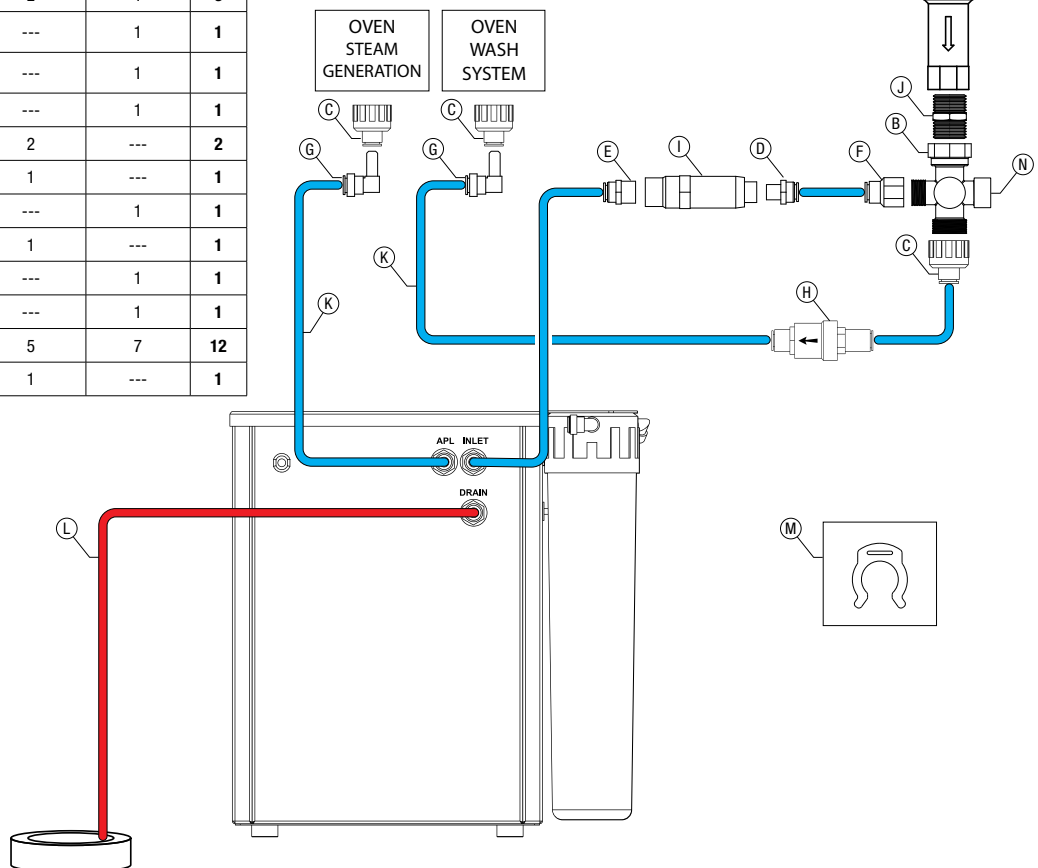 --- 1 1
--- 1 1
--- 1 1
2 --- 2
1 --- 1
--- 1 1
1 --- 1
--- 1 1
--- 1 1
5 7 12
1 --- 1
OVEN
STEAM
GENERATION
OVEN
WASH
SYSTEM
J
C
C
B
G
G
E
I
D
F
N
K
C
H
K
APL INLET
DRAIN
L
M